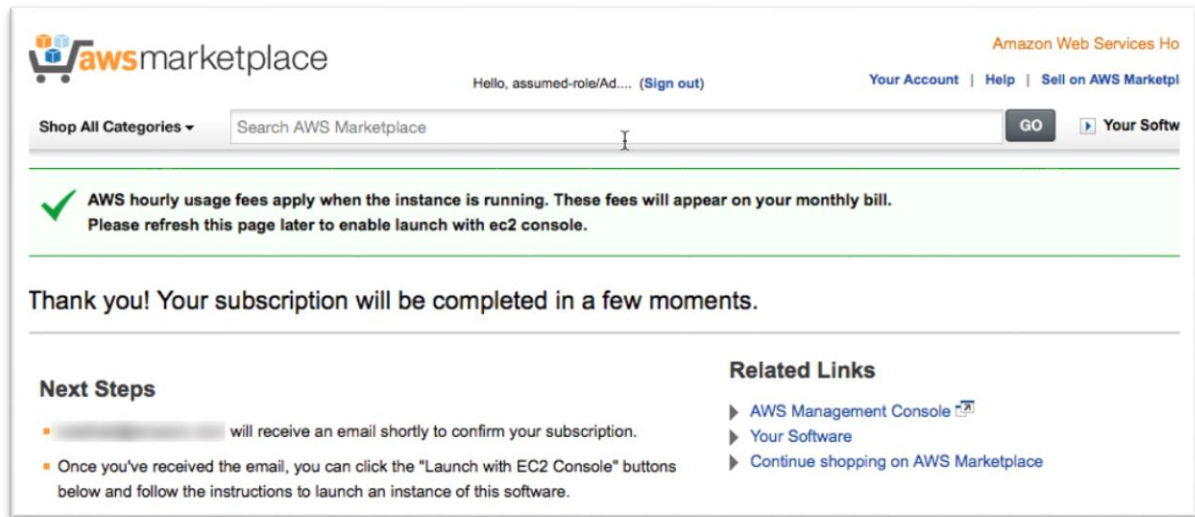 awsmarketplace
Amazon Web Services Ho
Hello, assumed-role/Ad.... (Sign out)
Your Account | Help | Sell on AWS Marketpl
Shop All Categories
Search AWS Marketplace
GO
Your Softw
AWS hourly usage fees apply when the instance is running. These fees will appear on your monthly bill.
Please refresh this page later to enable launch with ec2 console.
Thank you! Your subscription will be completed in a few moments.
Next Steps
will receive an email shortly to confirm your subscription.
Once you've received the email, you can click the "Launch with EC2 Console" buttons
below and follow the instructions to launch an instance of this software.
Related Links
AWS Management Console
Your Software
Continue shopping on AWS Marketplace